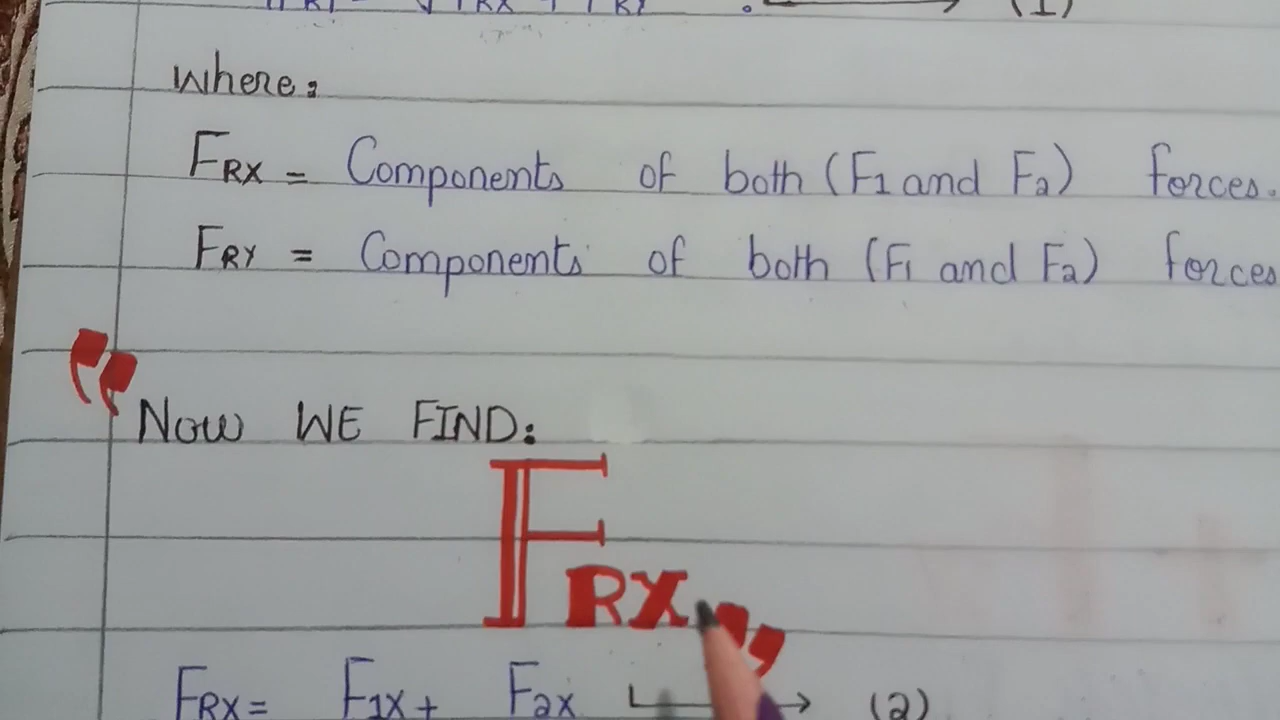 where:
FRX = Components of both (F1 and F2) forces.
FRY = Components of both (F1 and F2) forces
"NOW WE FIND:
FRX"
FRX = F1X + F2X → (2)